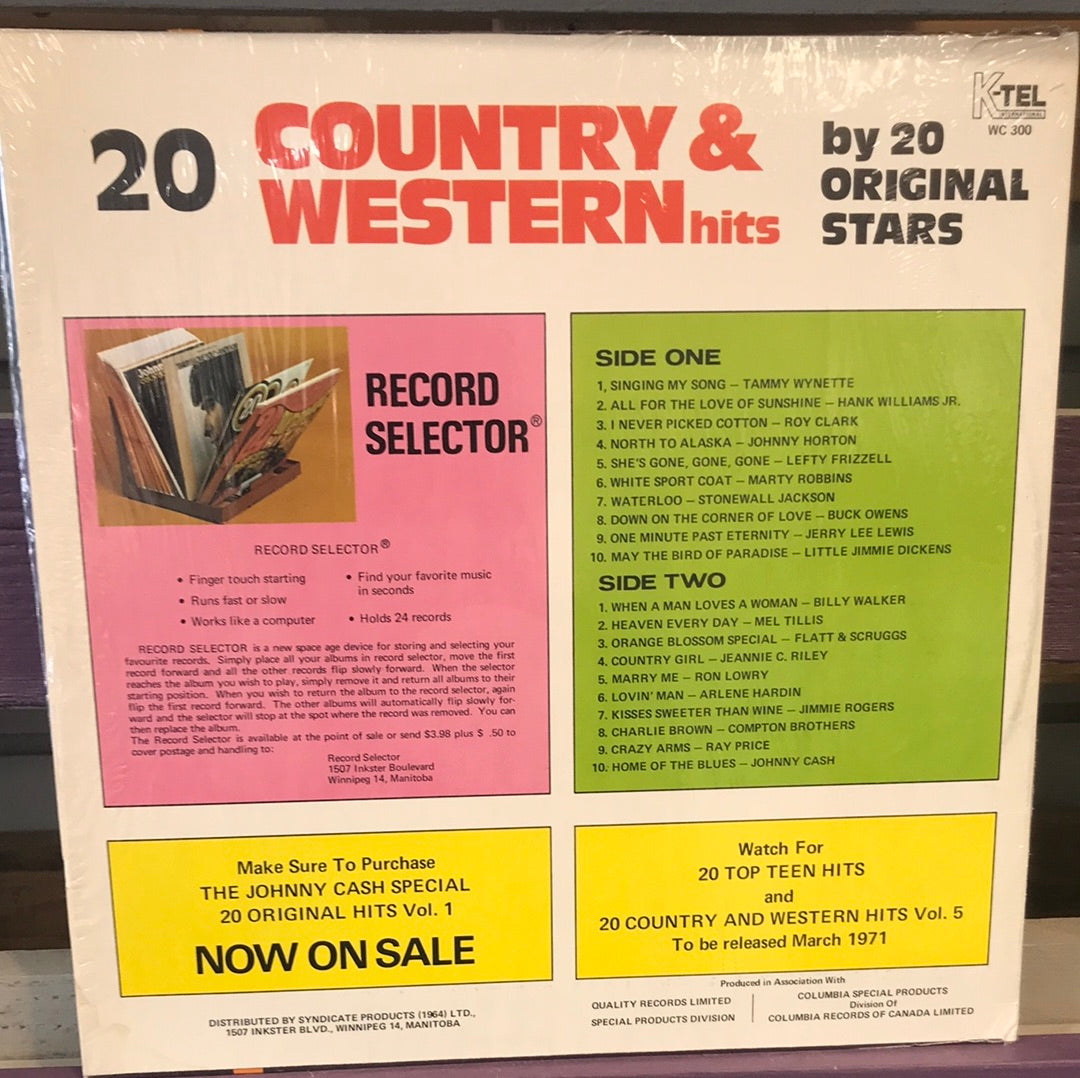 20
COUNTRY &
WESTERN hits
by 20
ORIGINAL
STARS
K-TEL
INTERNATIONAL
WC 300
RECORD
SELECTOR®
RECORD SELECTOR®
• Finger touch starting
• Runs fast or slow
• Works like a computer
• Find your favorite music
in seconds
• Holds 24 records
RECORD SELECTOR is a new space age device for storing and selecting your
favourite records. Simply place all your albums in record selector, move the first
record forward and all the other records flip slowly forward. When the selector
reaches the album you wish to play, simply remove it and return all albums to their
starting position. When you wish to return the album to the record selector, again
flip the first record forward. The other albums will automatically flip slowly for-
ward and the selector will stop at the spot where the record was removed. You can
then replace the album.
The Record Selector is available at the point of sale or send $3.98 plus $ .50 to
cover postage and handling to:
Record Selector
1507 Inkster Boulevard
Winnipeg 14, Manitoba
SIDE ONE
1, SINGING MY SONG – TAMMY WYNETTE
2. ALL FOR THE LOVE OF SUNSHINE – HANK WILLIAMS JR.
3. I NEVER PICKED COTTON – ROY CLARK
4. NORTH TO ALASKA – JOHNNY HORTON
5. SHE'S GONE, GONE, GONE – LEFTY FRIZZELL
6. WHITE SPORT COAT – MARTY ROBBINS
7. WATERLOO – STONEWALL JACKSON
8. DOWN ON THE CORNER OF LOVE – BUCK OWENS
9. ONE MINUTE PAST ETERNITY – JERRY LEE LEWIS
10. MAY THE BIRD OF PARADISE – LITTLE JIMMIE DICKENS
SIDE TWO
1. WHEN A MAN LOVES A WOMAN – BILLY WALKER
2. HEAVEN EVERY DAY – MEL TILLIS
3. ORANGE BLOSSOM SPECIAL – FLATT & SCRUGGS
4. COUNTRY GIRL – JEANNIE C. RILEY
5. MARRY ME – RON LOWRY
6. LOVIN' MAN – ARLENE HARDIN
7. KISSES SWEETER THAN WINE – JIMMIE ROGERS
8. CHARLIE BROWN – COMPTON BROTHERS
9. CRAZY ARMS – RAY PRICE
10. HOME OF THE BLUES – JOHNNY CASH
Make Sure To Purchase
THE JOHNNY CASH SPECIAL
20 ORIGINAL HITS Vol. 1
NOW ON SALE
Watch For
20 TOP TEEN HITS
and
20 COUNTRY AND WESTERN HITS Vol. 5
To be released March 1971
DISTRIBUTED BY SYNDICATE PRODUCTS (1964) LTD.,
1507 INKSTER BLVD., WINNIPEG 14, MANITOBA
Produced in Association With
QUALITY RECORDS LIMITED
SPECIAL PRODUCTS DIVISION
COLUMBIA SPECIAL PRODUCTS
Division Of
COLUMBIA RECORDS OF CANADA LIMITED